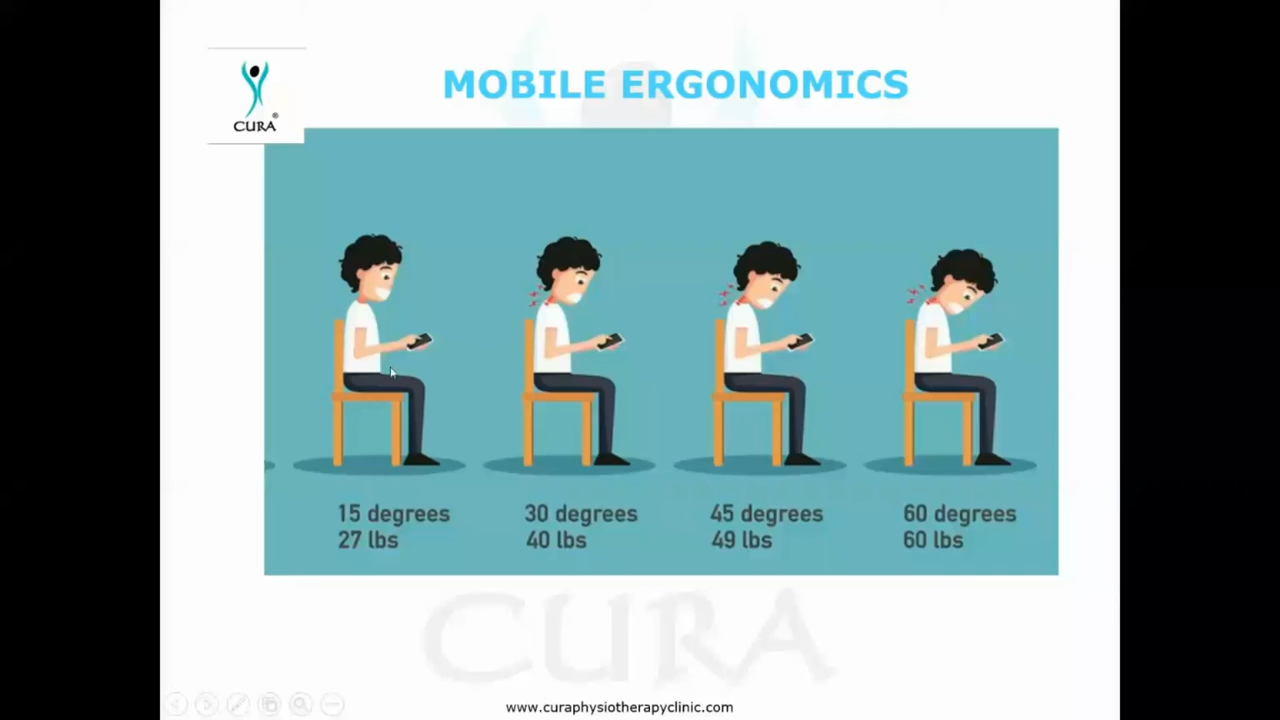 MOBILE ERGONOMICS
CURA®
15 degrees
27 lbs
30 degrees
40 lbs
45 degrees
49 lbs
60 degrees
60 lbs
CURA
www.curaphysiotherapyclinic.com